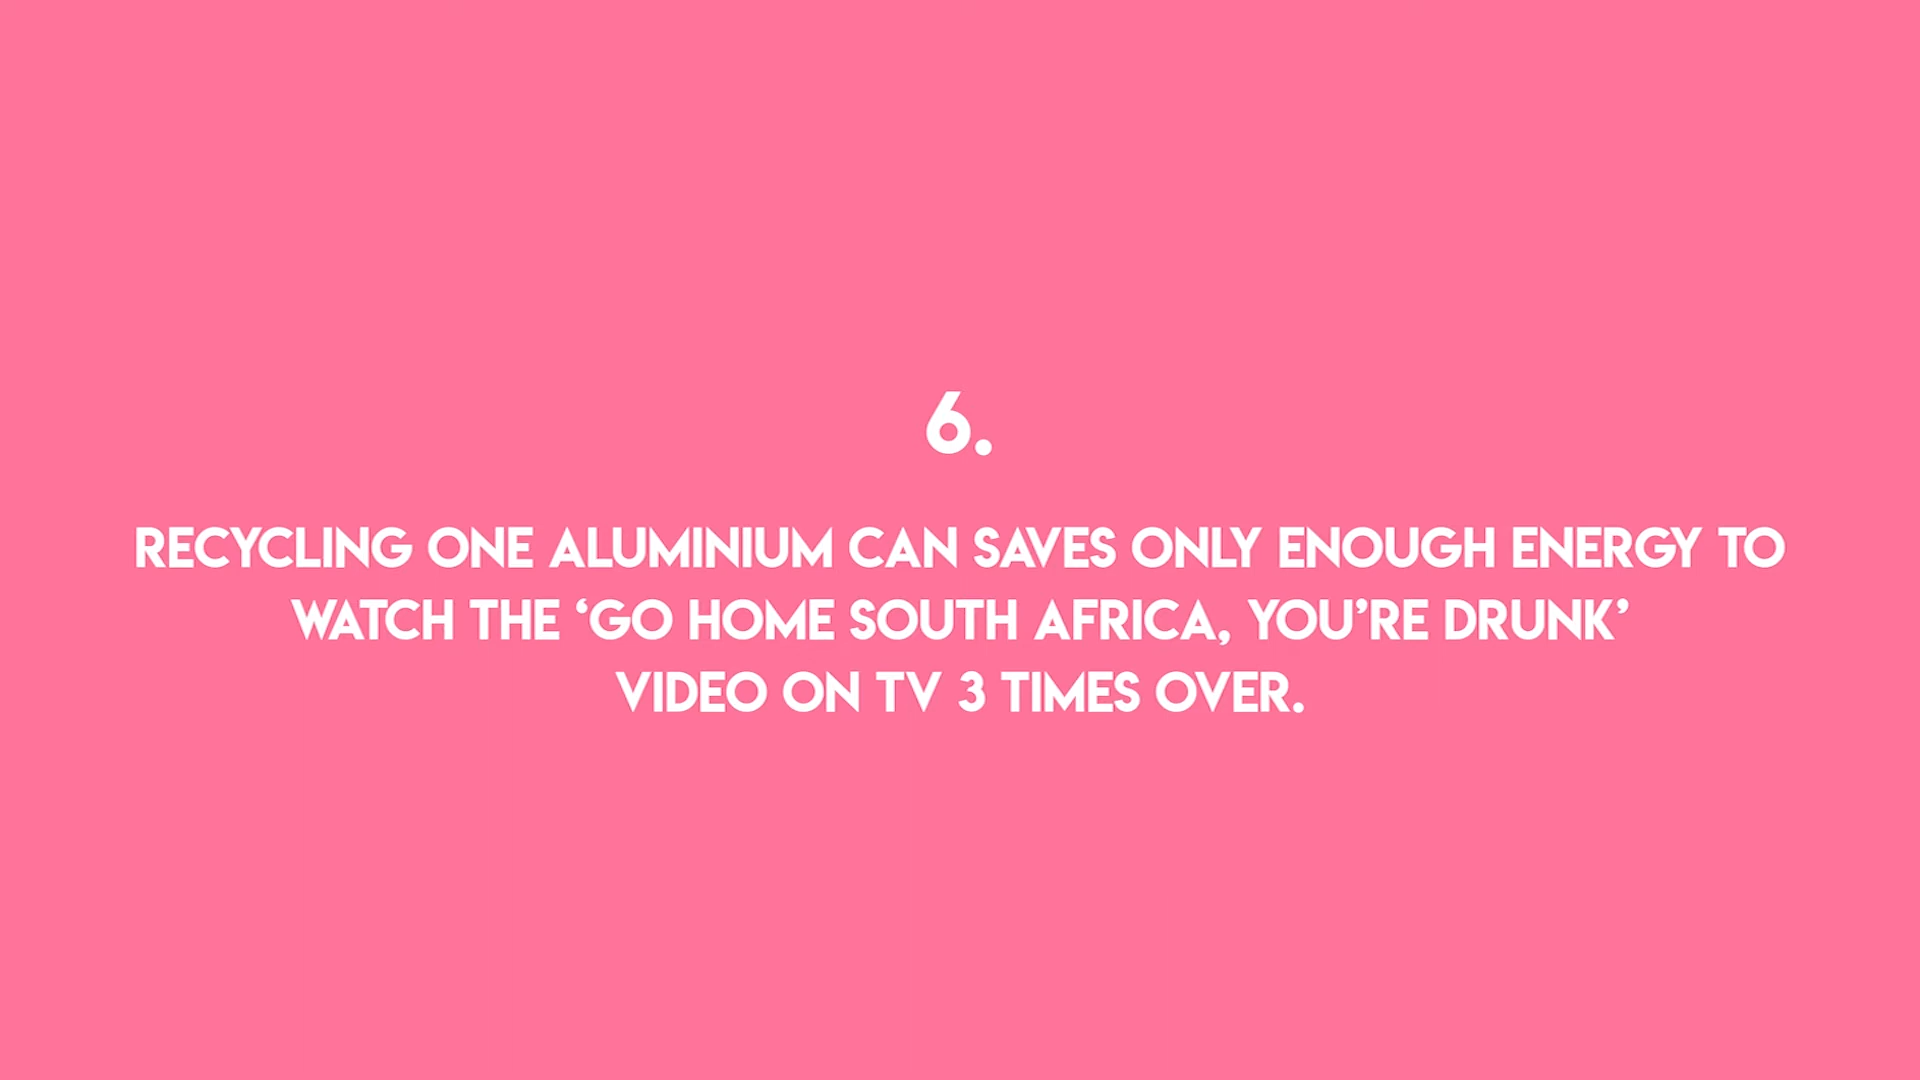 6.
RECYCLING ONE ALUMINIUM CAN SAVES ONLY ENOUGH ENERGY TO
WATCH THE ‘GO HOME SOUTH AFRICA, YOU’RE DRUNK’
VIDEO ON TV 3 TIMES OVER.